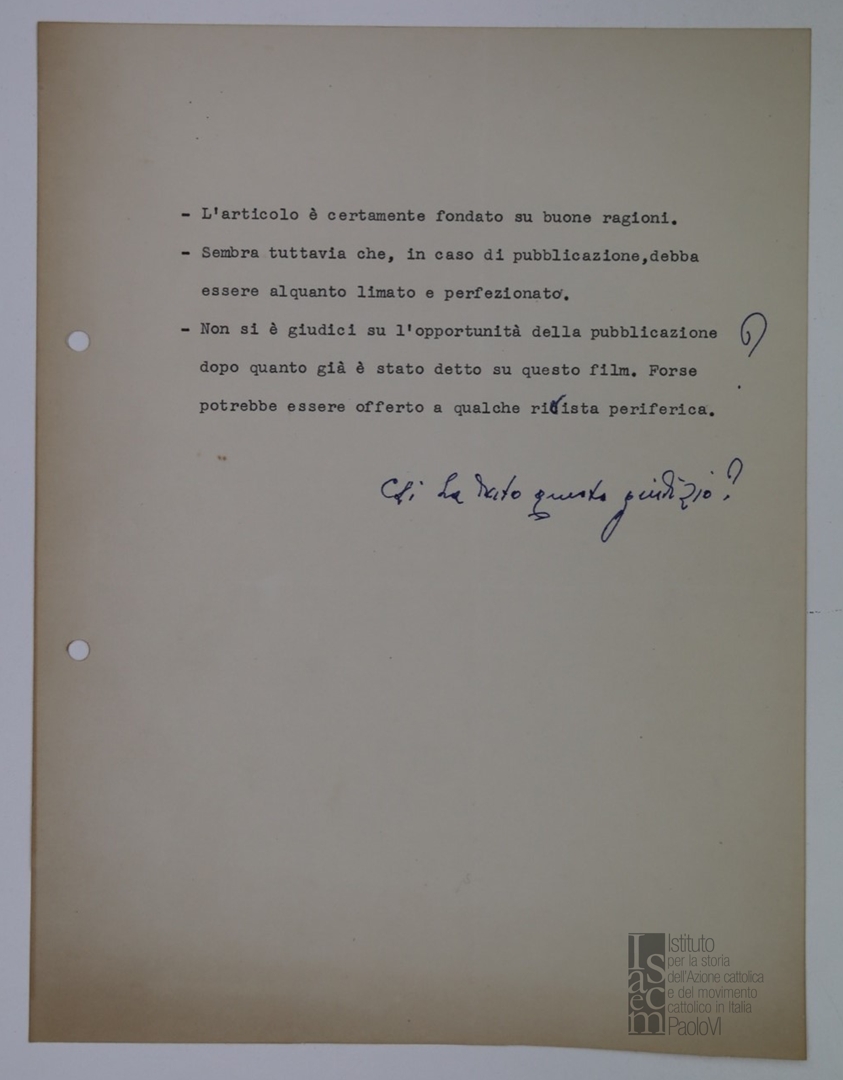 - L'articolo è certamente fondato su buone ragioni.
- Sembra tuttavia che, in caso di pubblicazione,debba
essere alquanto limato e perfezionato.
- Non si è giudici su l'opportunità della pubblicazione ?
dopo quanto già è stato detto su questo film. Forse
potrebbe essere offerto a qualche rivista periferica.
Chi ha dato questo giudizio?
Isacem
Istituto
per la storia
dell'Azione cattolica
e del movimento
cattolico in Italia
PaoloVI